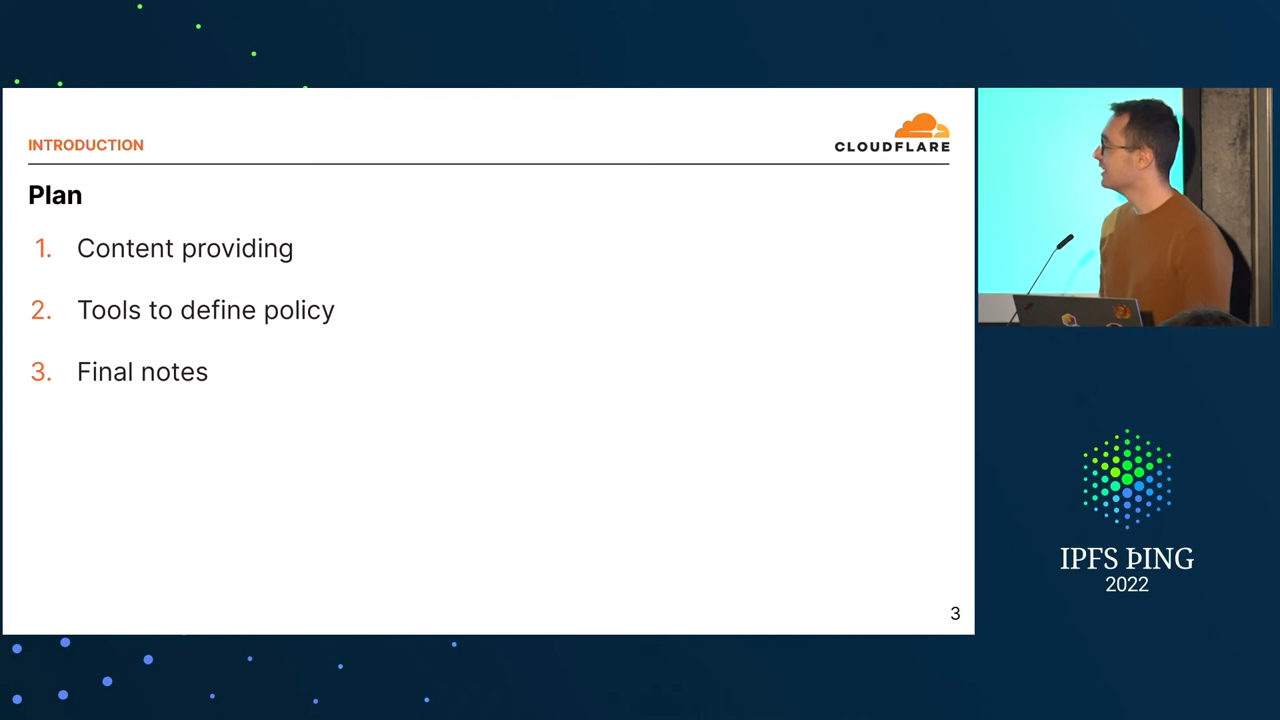 INTRODUCTION
CLOUDFLARE
Plan
1. Content providing
2. Tools to define policy
3. Final notes
3
IPFS ÞING
2022